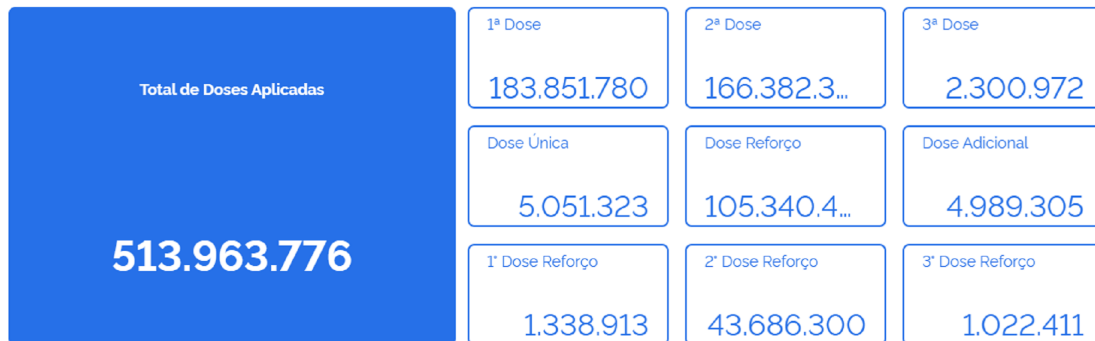 Total de Doses Aplicadas
513.963.776
1ª Dose
183.851.780
2ª Dose
166.382.3...
3ª Dose
2.300.972
Dose Única
5.051.323
Dose Reforço
105.340.4...
Dose Adicional
4.989.305
1° Dose Reforço
1.338.913
2° Dose Reforço
43.686.300
3° Dose Reforço
1.022.411